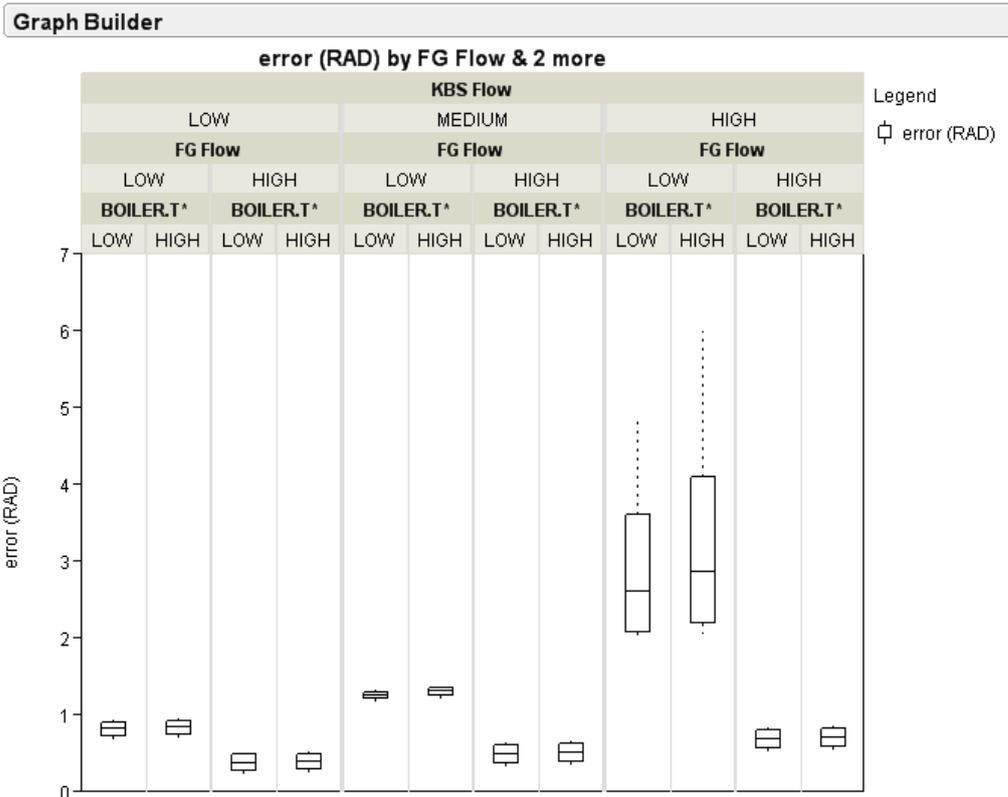 Graph Builder
error (RAD) by FG Flow & 2 more
KBS Flow
LOW MEDIUM HIGH
FG Flow FG Flow FG Flow
LOW HIGH LOW HIGH LOW HIGH
BOILER.T* BOILER.T* BOILER.T* BOILER.T* BOILER.T* BOILER.T*
LOW HIGH LOW HIGH LOW HIGH LOW HIGH LOW HIGH LOW HIGH
Legend
error (RAD)
7
6
5
4
3
2
1
0
error (RAD)